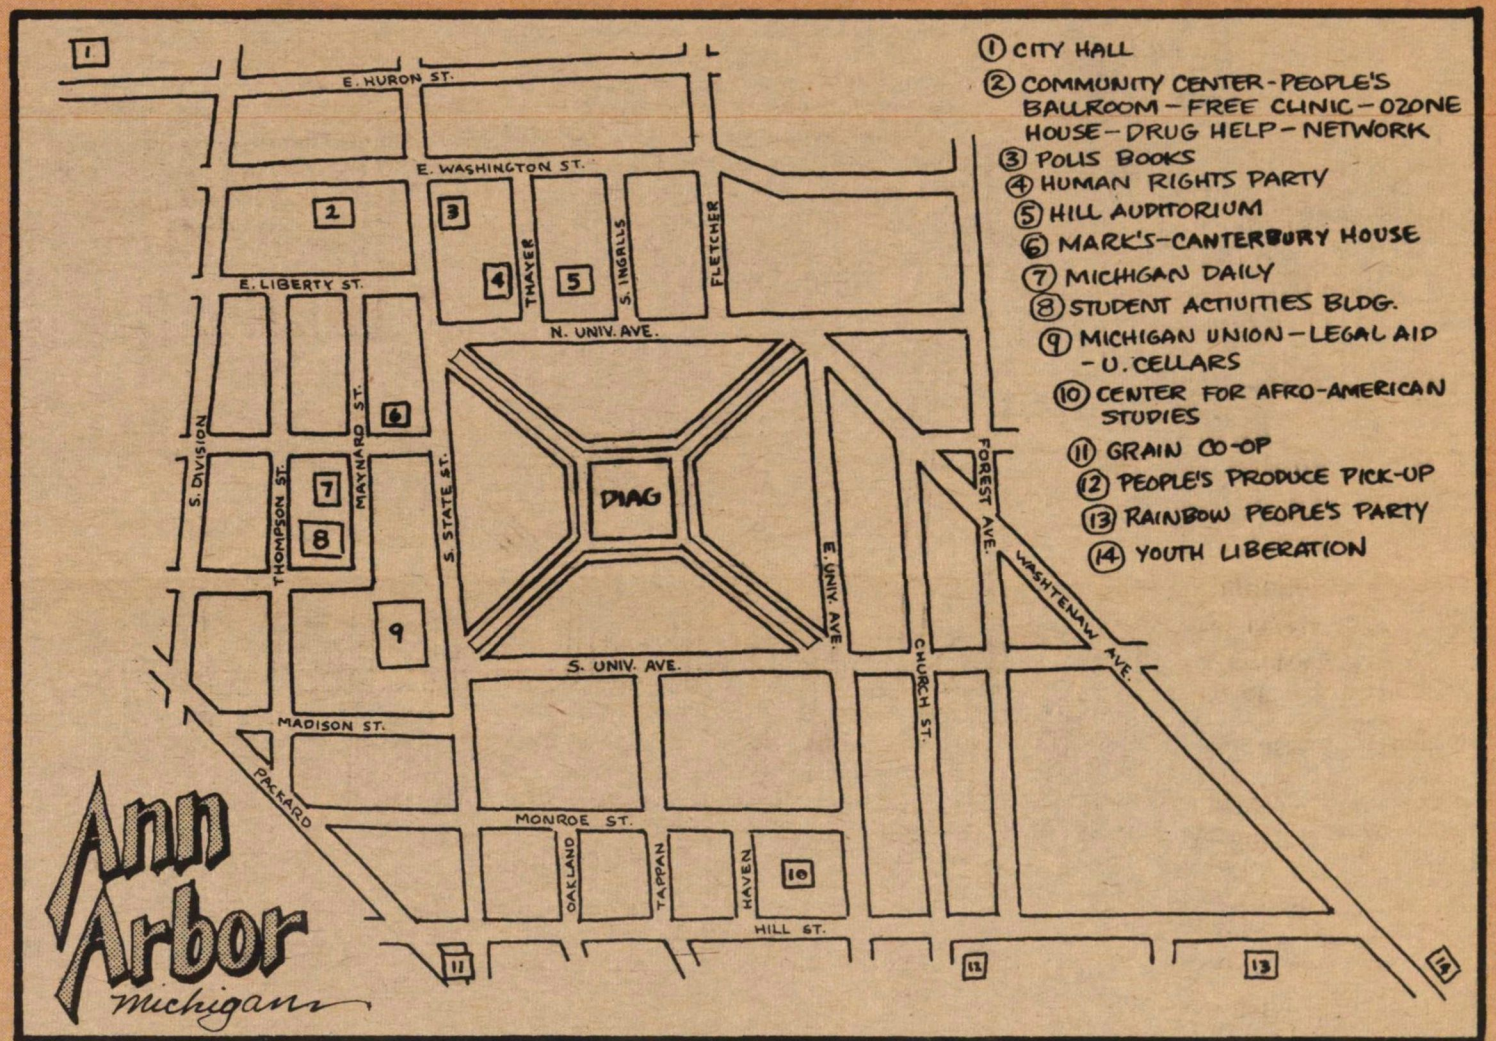 1
E. HURON ST.
E. WASHINGTON ST.
2
3
4
THAYER
5
S. INGALLS
FLETCHER
E. LIBERTY ST.
N. UNIV. AVE.
6
S. DIVISION
THOMPSON ST.
MAYNARD ST.
S. STATE ST.
7
8
DIAG
9
E. UNIV. AVE.
FOREST AVE.
WASHTENAW AVE.
CHURCH ST.
S. UNIV. AVE.
MADISON ST.
PACKARD
MONROE ST.
OAKLAND
TAPPAN
HAVEN
10
HILL ST.
11
12
13
14
Ann
Arbor
Michigan
1 CITY HALL
2 COMMUNITY CENTER-PEOPLE'S
BALLROOM-FREE CLINIC-OZONE
HOUSE-DRUG HELP-NETWORK
3 POLIS BOOKS
4 HUMAN RIGHTS PARTY
5 HILL AUDITORIUM
6 MARK'S-CANTERBURY HOUSE
7 MICHIGAN DAILY
8 STUDENT ACTIVITIES BLDG.
9 MICHIGAN UNION-LEGAL AID
-U. CELLARS
10 CENTER FOR AFRO-AMERICAN
STUDIES
11 GRAIN CO-OP
12 PEOPLE'S PRODUCE PICK-UP
13 RAINBOW PEOPLE'S PARTY
14 YOUTH LIBERATION